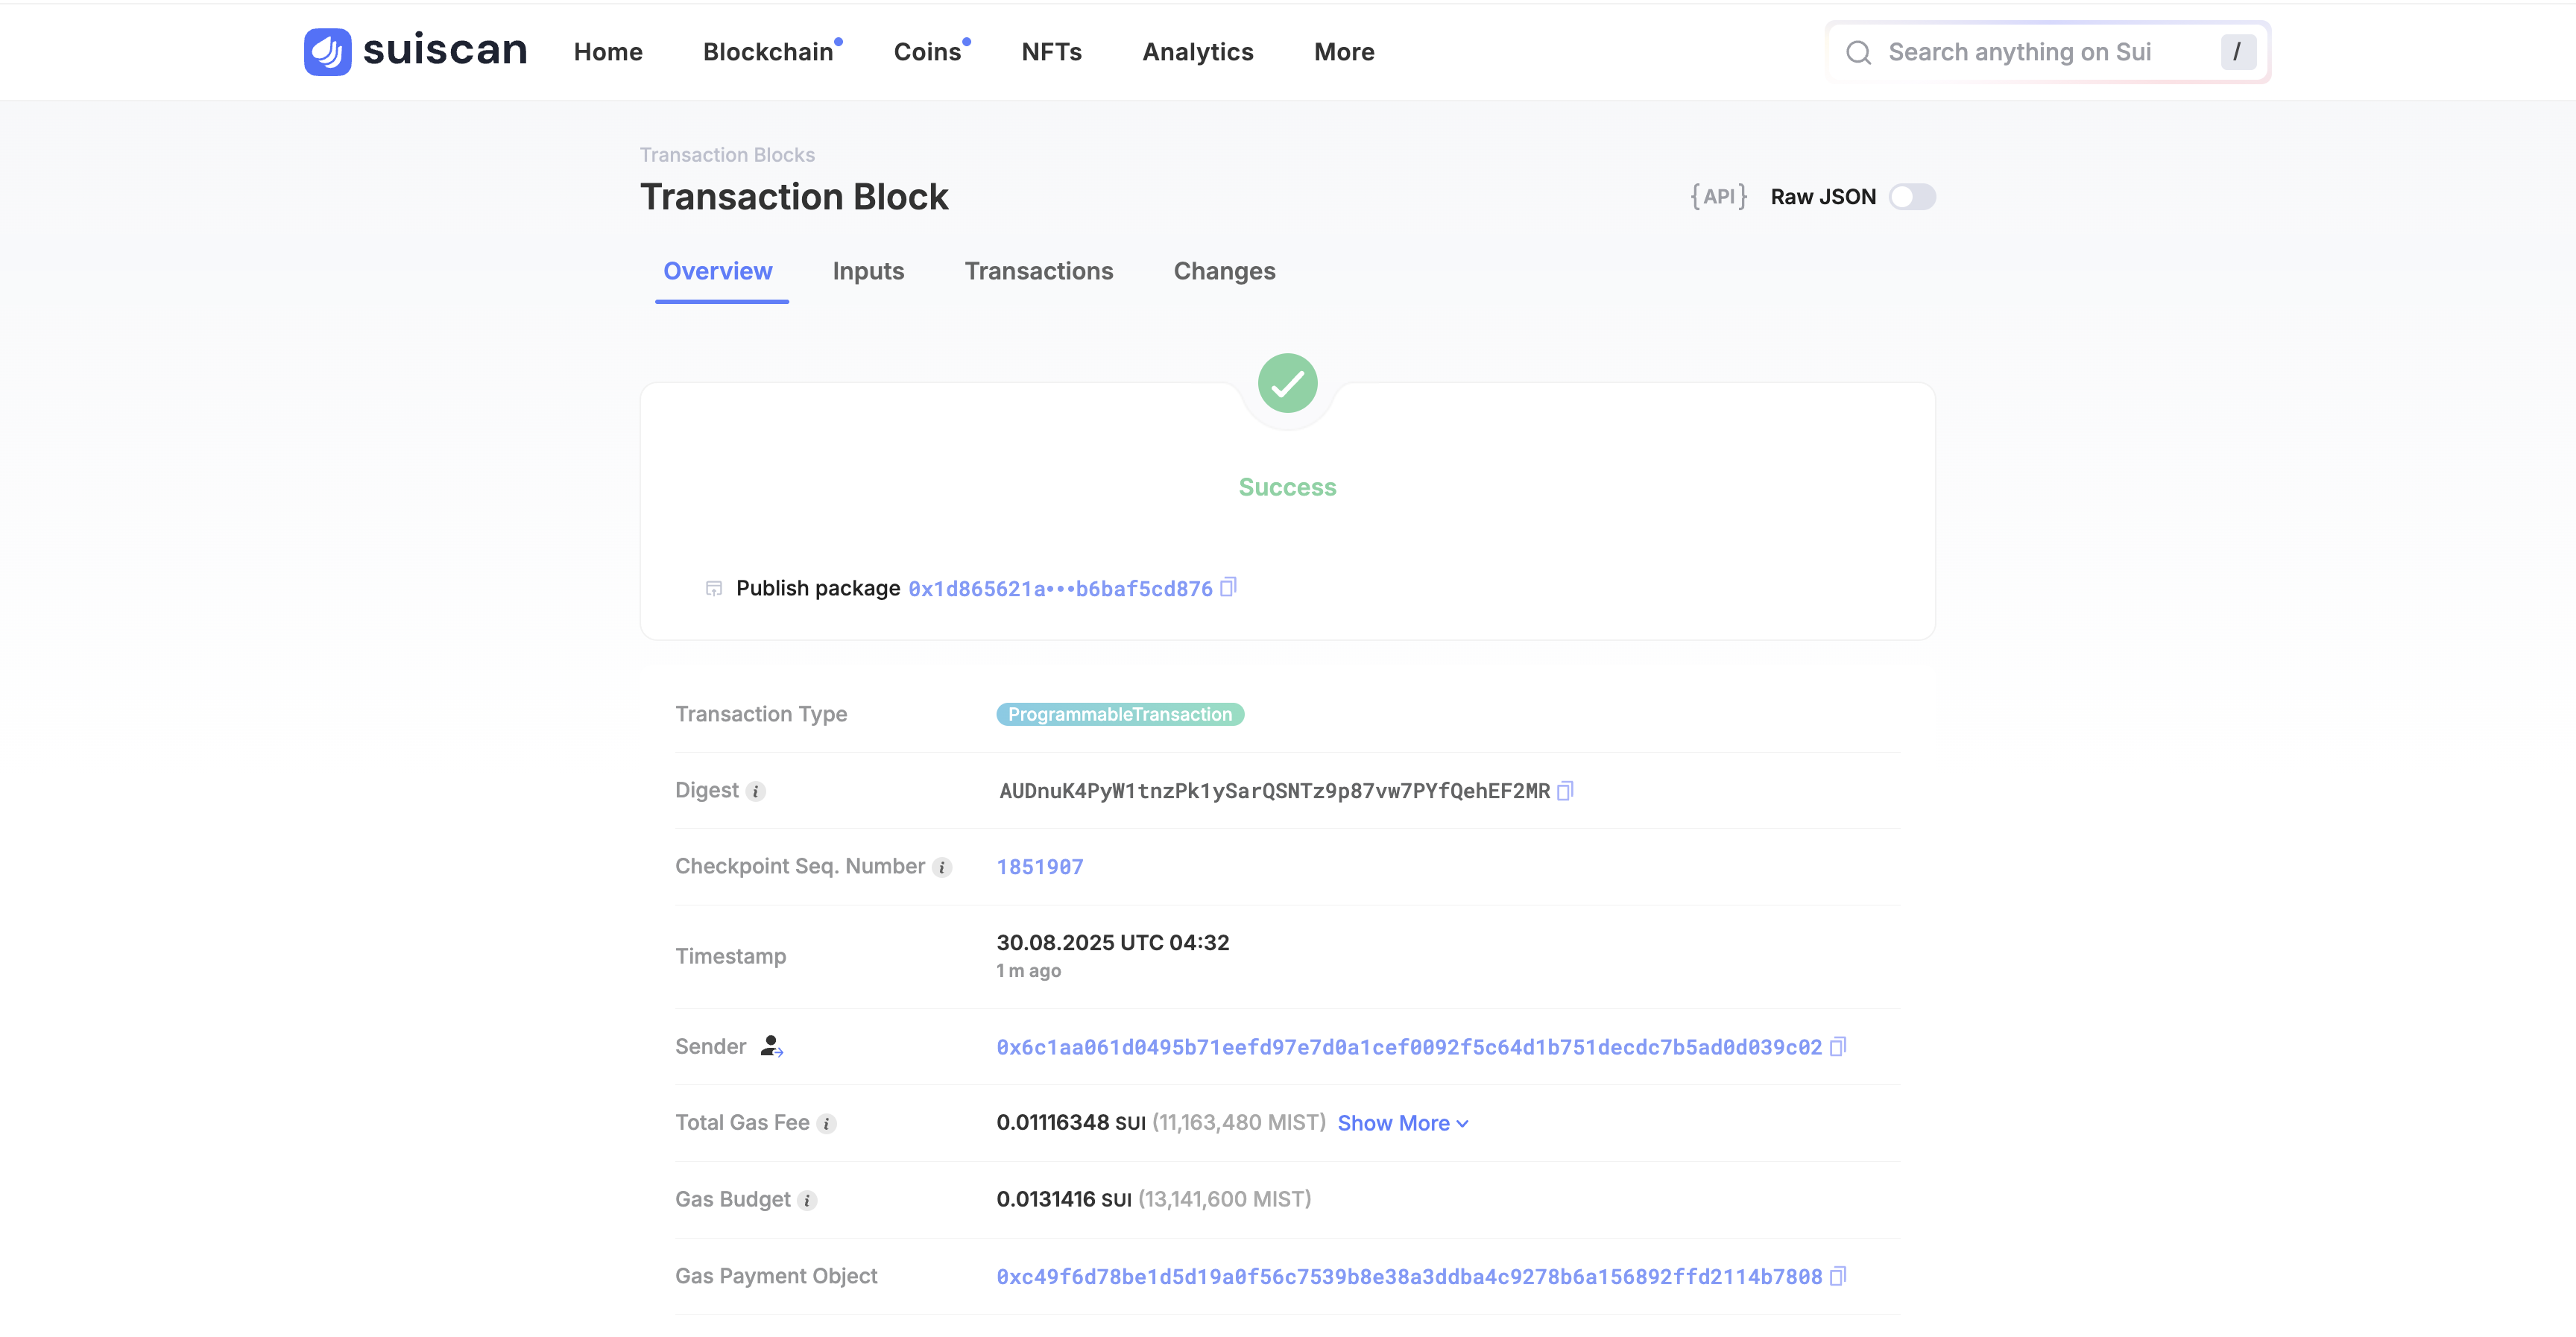 suiscan Home Blockchain Coins NFTs Analytics More Search anything on Sui /
Transaction Blocks
Transaction Block {API} Raw JSON
Overview Inputs Transactions Changes
Success
Publish package 0x1d865621a•••b6baf5cd876
Transaction Type ProgrammableTransaction
Digest i AUDnuK4PyW1tnzPk1ySarQSNTz9p87vw7PYfQehEF2MR
Checkpoint Seq. Number i 1851907
Timestamp 30.08.2025 UTC 04:32
1 m ago
Sender 0x6c1aa061d0495b71eefd97e7d0a1cef0092f5c64d1b751decdc7b5ad0d039c02
Total Gas Fee i 0.01116348 SUI (11,163,480 MIST) Show More
Gas Budget i 0.0131416 SUI (13,141,600 MIST)
Gas Payment Object 0xc49f6d78be1d5d19a0f56c7539b8e38a3ddba4c9278b6a156892ffd2114b7808